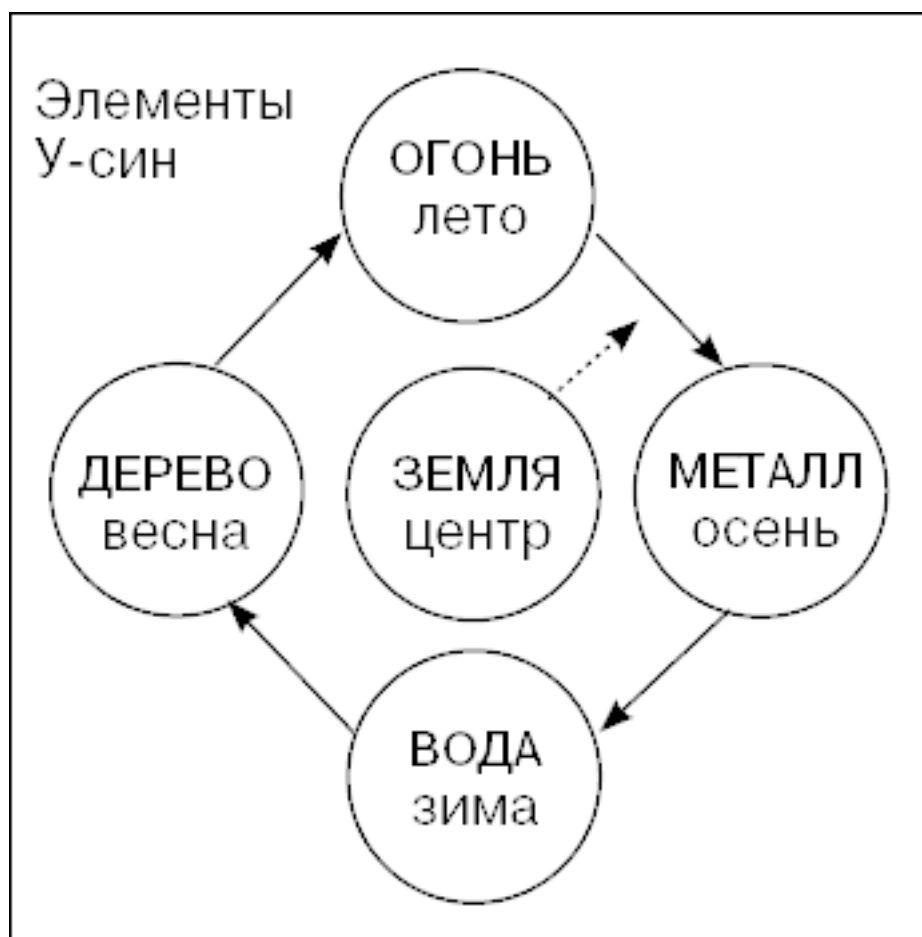 Элементы
У-син
ОГОНЬ
лето
ДЕРЕВО
весна
ЗЕМЛЯ
центр
МЕТАЛЛ
осень
ВОДА
зима